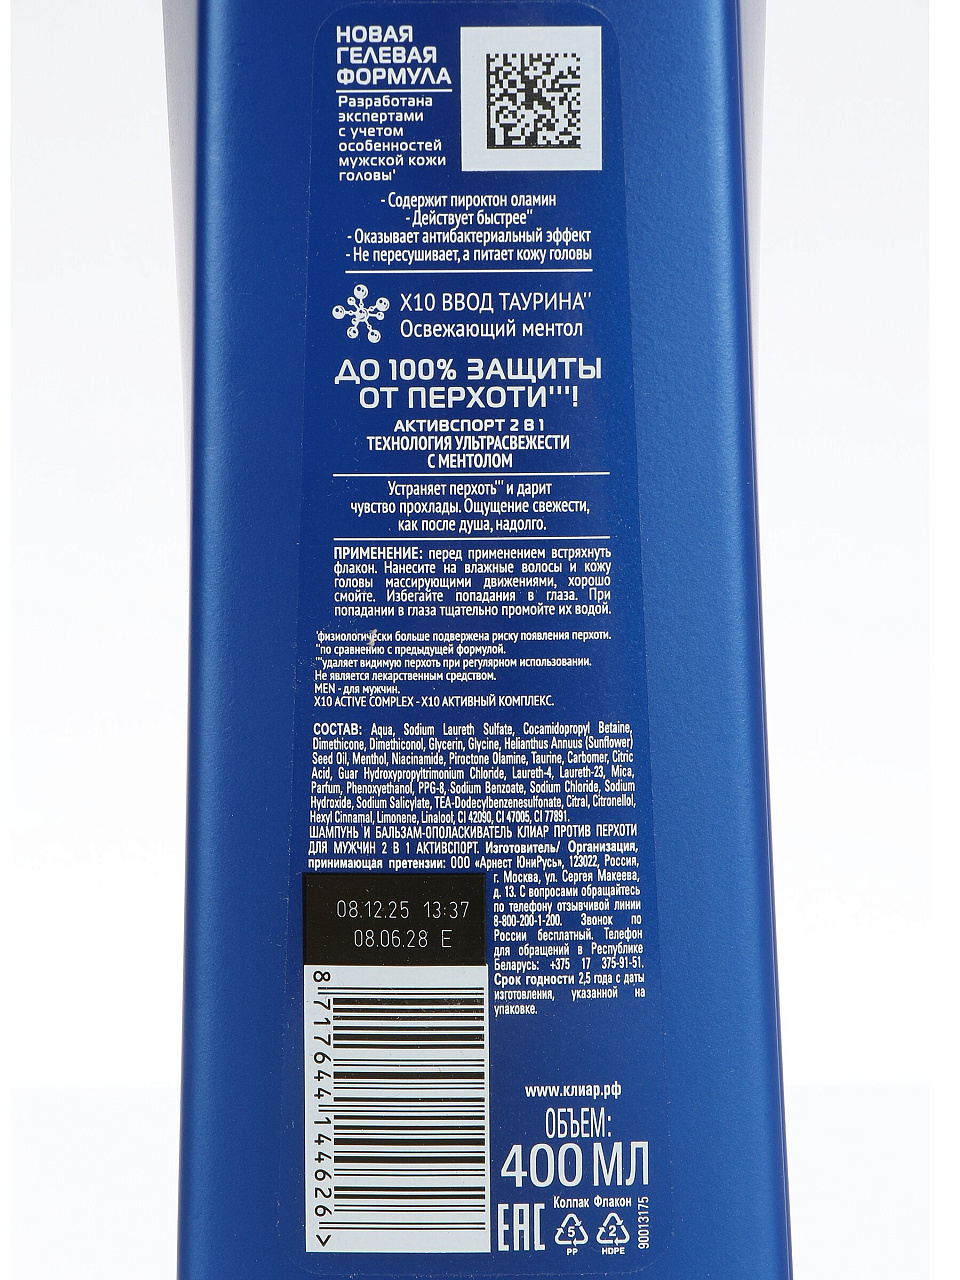 НОВАЯ
ГЕЛЕВАЯ
ФОРМУЛА
Разработана
экспертами
с учетом
особенностей
мужской кожи
головы'
- Содержит пироктон оламин
- Действует быстрее''
- Оказывает антибактериальный эффект
- Не пересушивает, а питает кожу головы
X10 ВВОД ТАУРИНА''
Освежающий ментол
ДО 100% ЗАЩИТЫ
ОТ ПЕРХОТИ'''!
АКТИВСПОРТ 2 В 1
ТЕХНОЛОГИЯ УЛЬТРАСВЕЖЕСТИ
С МЕНТОЛОМ
Устраняет перхоть''' и дарит
чувство прохлады. Ощущение свежести,
как после душа, надолго.
ПРИМЕНЕНИЕ: перед применением встряхнуть
флакон. Нанесите на влажные волосы и кожу
головы массирующими движениями, хорошо
смойте. Избегайте попадания в глаза. При
попадании в глаза тщательно промойте их водой.
'физиологически больше подвержена риску появления перхоти.
''по сравнению с предыдущей формулой.
'''удаляет видимую перхоть при регулярном использовании.
Не является лекарственным средством.
MEN - для мужчин.
X10 ACTIVE COMPLEX - X10 АКТИВНЫЙ КОМПЛЕКС.
СОСТАВ: Aqua, Sodium Laureth Sulfate, Cocamidopropyl Betaine,
Dimethicone, Dimethiconol, Glycerin, Glycine, Helianthus Annuus (Sunflower)
Seed Oil, Menthol, Niacinamide, Piroctone Olamine, Taurine, Carbomer, Citric
Acid, Guar Hydroxypropyltrimonium Chloride, Laureth-4, Laureth-23, Mica,
Parfum, Phenoxyethanol, PPG-8, Sodium Benzoate, Sodium Chloride, Sodium
Hydroxide, Sodium Salicylate, TEA-Dodecylbenzenesulfonate, Citral, Citronellol,
Hexyl Cinnamal, Limonene, Linalool, CI 42090, CI 47005, CI 77891.
ШАМПУНЬ И БАЛЬЗАМ-ОПОЛАСКИВАТЕЛЬ КЛИАР ПРОТИВ ПЕРХОТИ
ДЛЯ МУЖЧИН 2 В 1 АКТИВСПОРТ. Изготовитель/ Организация,
принимающая претензии: ООО «Арнест ЮниРусь», 123022, Россия,
г. Москва, ул. Сергея Макеева,
д. 13. С вопросами обращайтесь
по телефону отзывчивой линии
8-800-200-1-200. Звонок по
России бесплатный. Телефон
для обращений в Республике
Беларусь: +375 17 375-91-51.
Срок годности 2,5 года с даты
изготовления, указанной на
упаковке.
08.12.25 13:37
08.06.28 E
8 717644 144626 >
www.клиар.рф
ОБЪЕМ:
400 МЛ
EAC
Колпак Флакон
5 2
PP HDPE
90013175